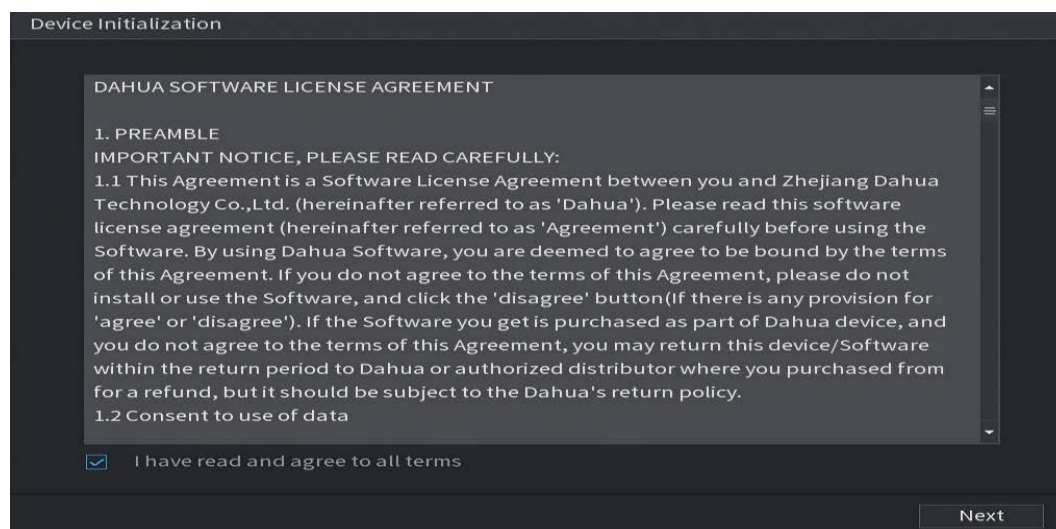 Device Initialization
DAHUA SOFTWARE LICENSE AGREEMENT
1. PREAMBLE
IMPORTANT NOTICE, PLEASE READ CAREFULLY:
1.1 This Agreement is a Software License Agreement between you and Zhejiang Dahua
Technology Co.,Ltd. (hereinafter referred to as 'Dahua'). Please read this software
license agreement (hereinafter referred to as 'Agreement') carefully before using the
Software. By using Dahua Software, you are deemed to agree to be bound by the terms
of this Agreement. If you do not agree to the terms of this Agreement, please do not
install or use the Software, and click the 'disagree' button(If there is any provision for
'agree' or 'disagree'). If the Software you get is purchased as part of Dahua device, and
you do not agree to the terms of this Agreement, you may return this device/Software
within the return period to Dahua or authorized distributor where you purchased from
for a refund, but it should be subject to the Dahua's return policy.
1.2 Consent to use of data
I have read and agree to all terms
Next